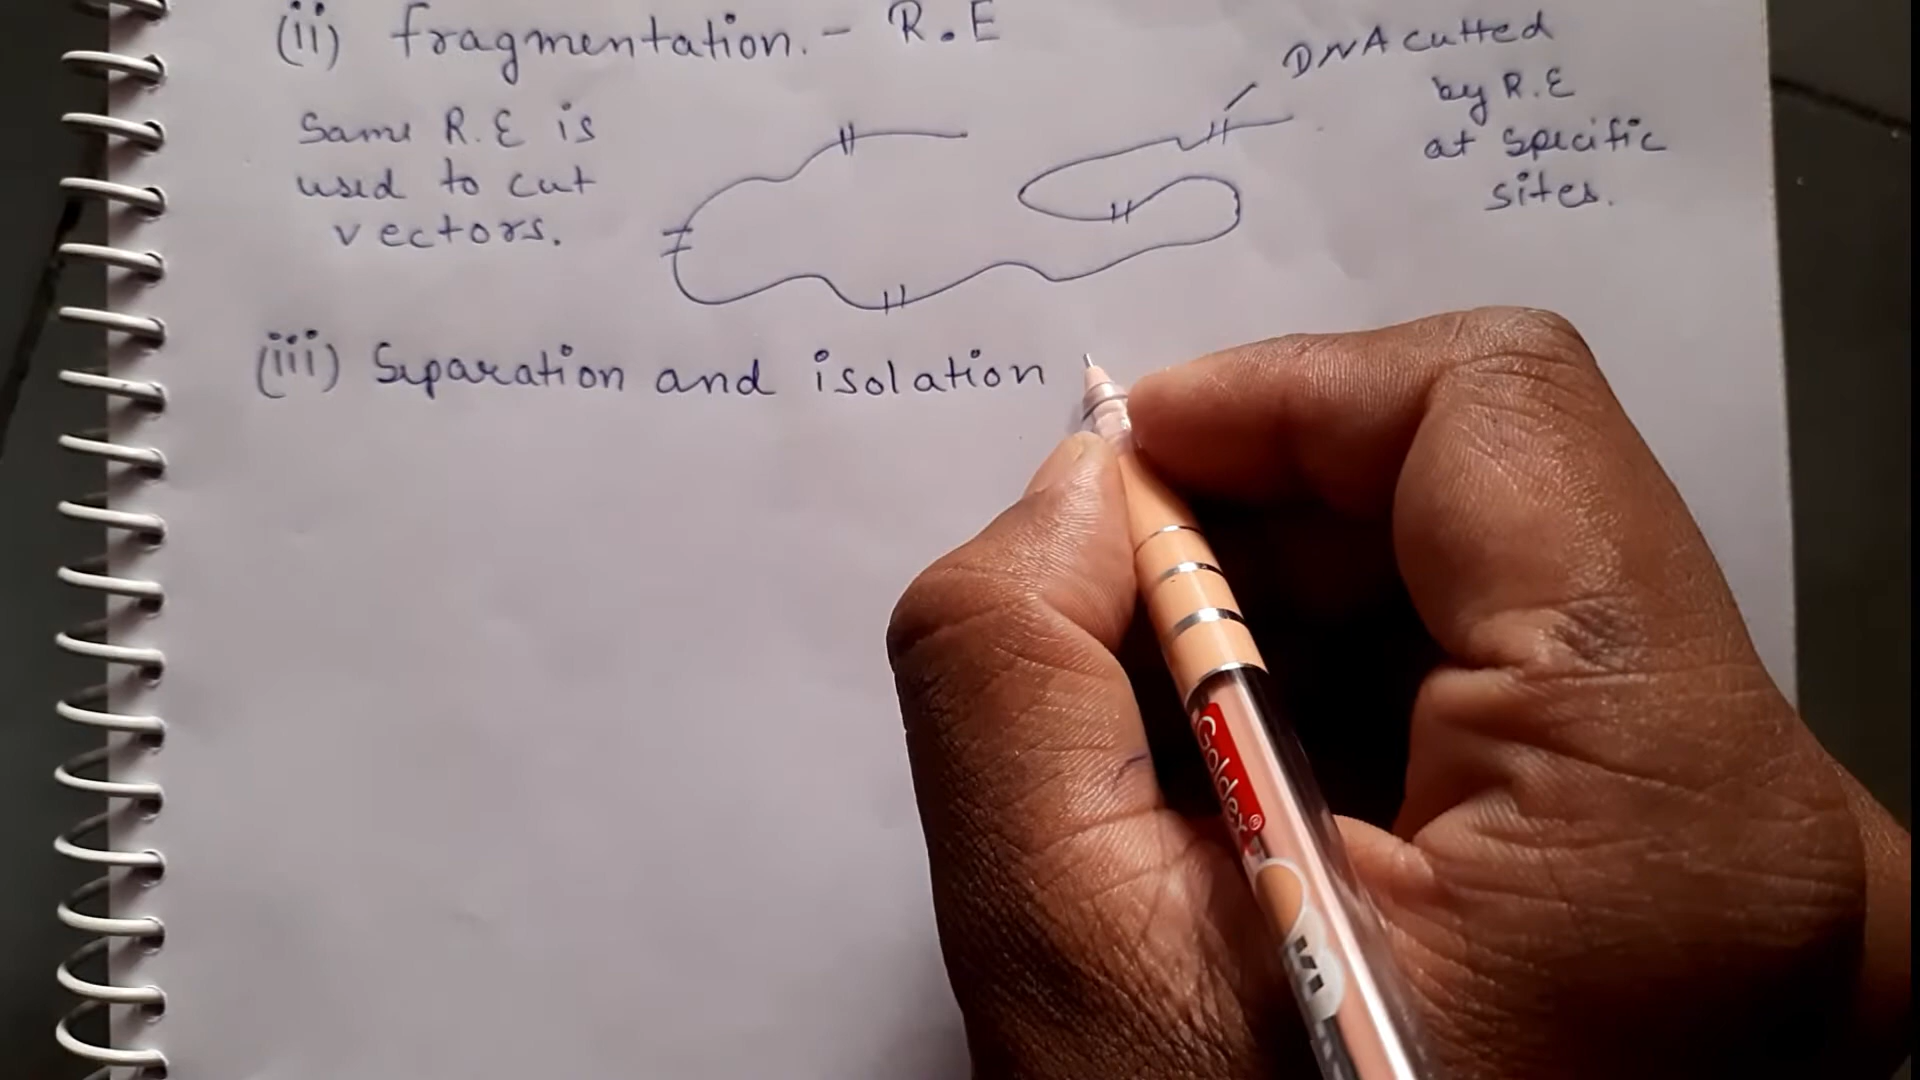 (ii) fragmentation. - R.E
Same R.E is
used to cut
vectors.
DNA cutted
by R.E
at specific
sites.
(iii) Separation and isolation
Goldex®